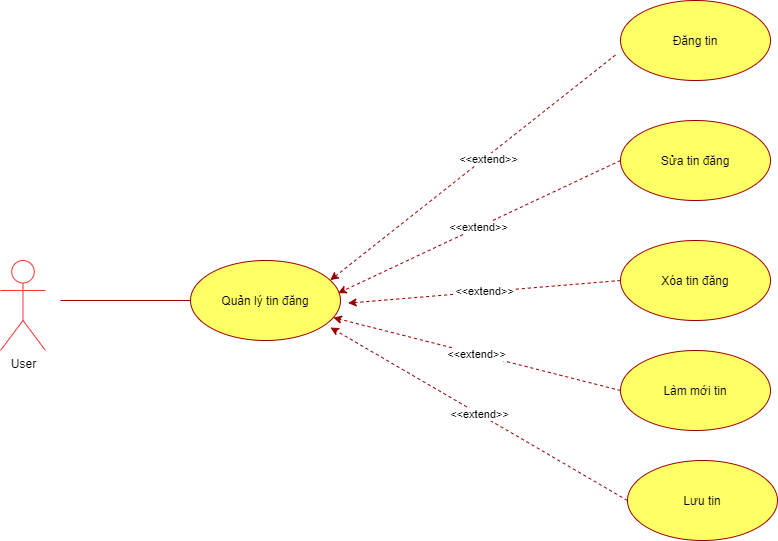 Đăng tin
<<extend>>
Sửa tin đăng
<<extend>>
Quản lý tin đăng
<<extend>>
Xóa tin đăng
User
<<extend>>
Làm mới tin
<<extend>>
Lưu tin